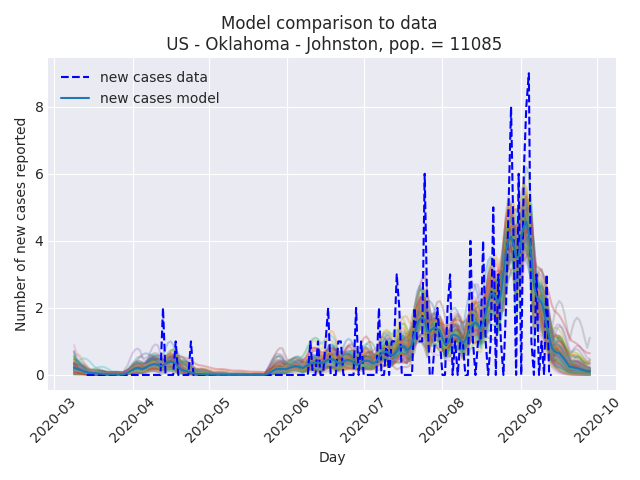 Model comparison to data
US - Oklahoma - Johnston, pop. = 11085
new cases data
new cases model
Number of new cases reported
8
6
4
2
0
2020-03
2020-04
2020-05
2020-06
2020-07
2020-08
2020-09
2020-10
Day